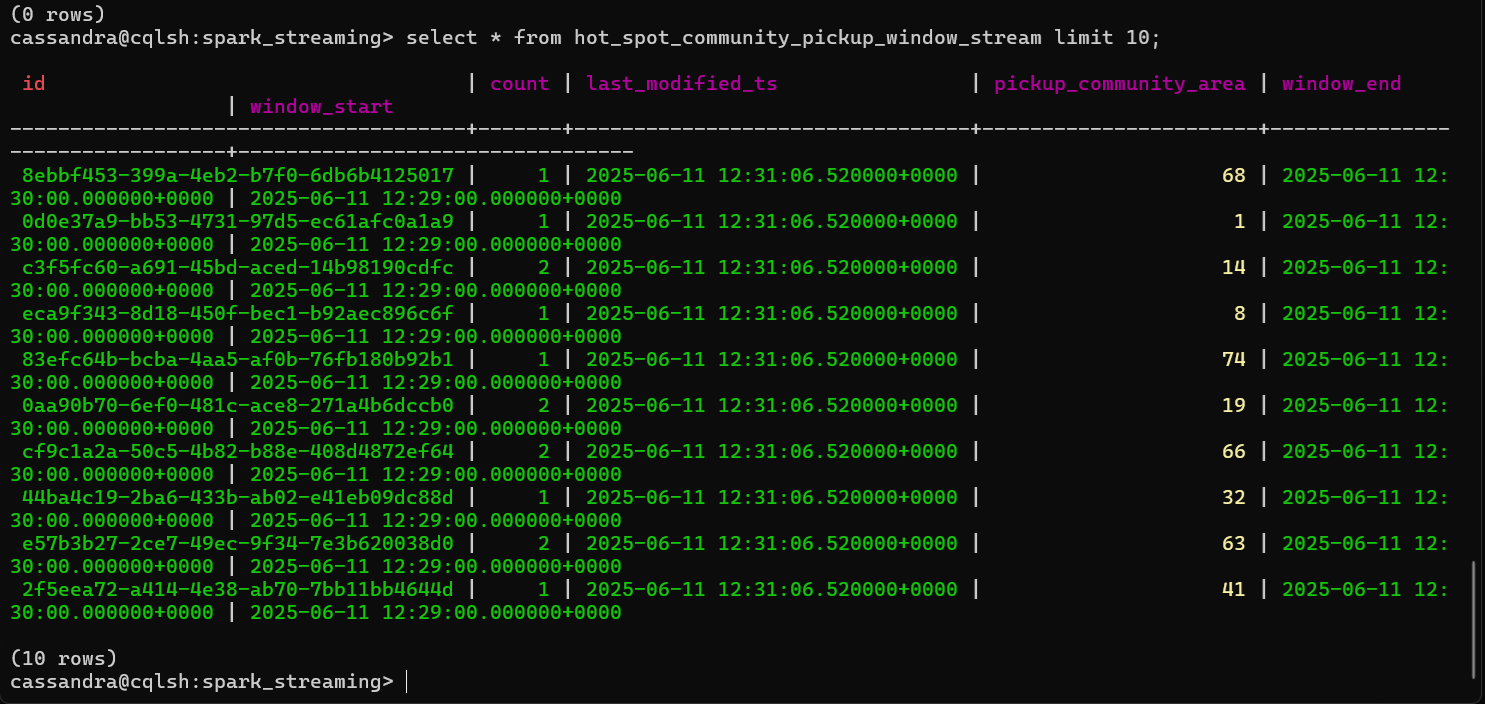 (0 rows)
cassandra@cqlsh:spark_streaming> select * from hot_spot_community_pickup_window_stream limit 10;
 id                                   | count | last_modified_ts                | pickup_community_area | window_end
                  | window_start
--------------------------------------+-------+----------------------------------+-----------------------+---------------
------------------+---------------------------------
 8ebbf453-399a-4eb2-b7f0-6db6b4125017 |     1 | 2025-06-11 12:31:06.520000+0000 |                    68 | 2025-06-11 12:
30:00.000000+0000 | 2025-06-11 12:29:00.000000+0000
 0d0e37a9-bb53-4731-97d5-ec61afc0a1a9 |     1 | 2025-06-11 12:31:06.520000+0000 |                     1 | 2025-06-11 12:
30:00.000000+0000 | 2025-06-11 12:29:00.000000+0000
 c3f5fc60-a691-45bd-aced-14b98190cdfc |     2 | 2025-06-11 12:31:06.520000+0000 |                    14 | 2025-06-11 12:
30:00.000000+0000 | 2025-06-11 12:29:00.000000+0000
 eca9f343-8d18-450f-bec1-b92aec896c6f |     1 | 2025-06-11 12:31:06.520000+0000 |                     8 | 2025-06-11 12:
30:00.000000+0000 | 2025-06-11 12:29:00.000000+0000
 83efc64b-bcba-4aa5-af0b-76fb180b92b1 |     1 | 2025-06-11 12:31:06.520000+0000 |                    74 | 2025-06-11 12:
30:00.000000+0000 | 2025-06-11 12:29:00.000000+0000
 0aa90b70-6ef0-481c-ace8-271a4b6dccb0 |     2 | 2025-06-11 12:31:06.520000+0000 |                    19 | 2025-06-11 12:
30:00.000000+0000 | 2025-06-11 12:29:00.000000+0000
 cf9c1a2a-50c5-4b82-b88e-408d4872ef64 |     2 | 2025-06-11 12:31:06.520000+0000 |                    66 | 2025-06-11 12:
30:00.000000+0000 | 2025-06-11 12:29:00.000000+0000
 44ba4c19-2ba6-433b-ab02-e41eb09dc88d |     1 | 2025-06-11 12:31:06.520000+0000 |                    32 | 2025-06-11 12:
30:00.000000+0000 | 2025-06-11 12:29:00.000000+0000
 e57b3b27-2ce7-49ec-9f34-7e3b620038d0 |     2 | 2025-06-11 12:31:06.520000+0000 |                    63 | 2025-06-11 12:
30:00.000000+0000 | 2025-06-11 12:29:00.000000+0000
 2f5eea72-a414-4e38-ab70-7bb11bb4644d |     1 | 2025-06-11 12:31:06.520000+0000 |                    41 | 2025-06-11 12:
30:00.000000+0000 | 2025-06-11 12:29:00.000000+0000
(10 rows)
cassandra@cqlsh:spark_streaming>